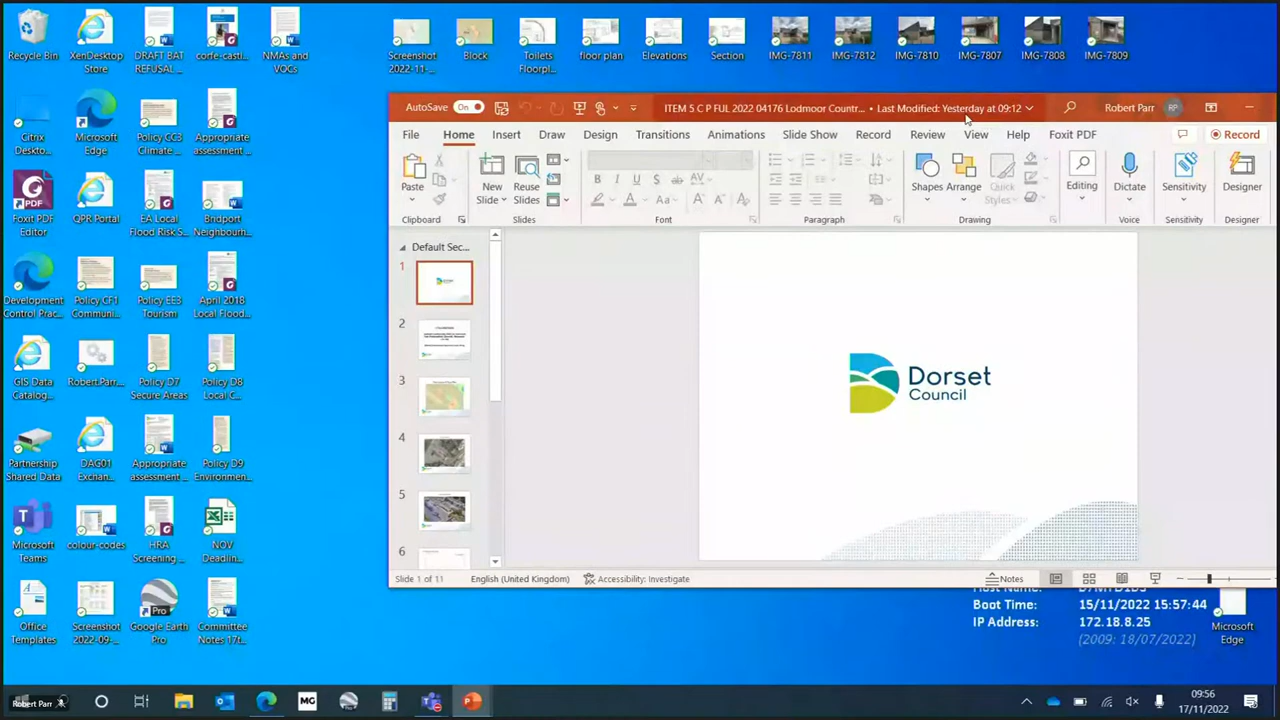 Recycle Bin
XenDesktop
Store
DRAFT BAT
REFUSAL ...
corfe-castl...
NMAs and
VOCs
Screenshot
2022-11-...
Block
Toilets
Floorpl...
floor plan
Elevations
Section
IMG-7811
IMG-7812
IMG-7810
IMG-7807
IMG-7808
IMG-7809
Citrix
Deskto...
Microsoft
Edge
Policy CC3
Climate ...
Appropriate
assessment ...
Foxit PDF
Editor
QPR Portal
EA Local
Flood Risk S...
Bridport
Neighbourh...
Development
Control Prac...
Policy CF1
Communi...
Policy EE3
Tourism
April 2018
Local Flood...
GIS Data
Catalog...
Robert.Parr...
Policy D7
Secure Areas
Policy D8
Local C...
Partnership
Shared Data
DAG01
Exchan...
Appropriate
assessment ...
Policy D9
Environmen...
Microsoft
Teams
colour-codes
HRA
Screening ...
NOV
Deadlin...
Office
Templates
Screenshot
2022-09-...
Google Earth
Pro
Committee
Notes 17t...
AutoSave On ITEM 5 C P FUL 2022 04176 Lodmoor Countr... • Last Modified: Yesterday at 09:12 Robert Parr RP
File Home Insert Draw Design Transitions Animations Slide Show Record Review View Help Foxit PDF Record
Paste
New
Slide
Reuse
Slides
Shapes
Arrange
Quick
Styles
Editing
Dictate
Sensitivity
Designer
Clipboard Slides Font Paragraph Drawing Voice Sensitivity Designer
Default Sec...
1
2
3
4
5
6
Dorset
Council
Slide 1 of 11 English (United Kingdom) Accessibility: Investigate Notes
Boot Time: 15/11/2022 15:57:44
IP Address: 172.18.8.25
(2009: 18/07/2022)
Microsoft
Edge
Robert Parr
MG
09:56
17/11/2022